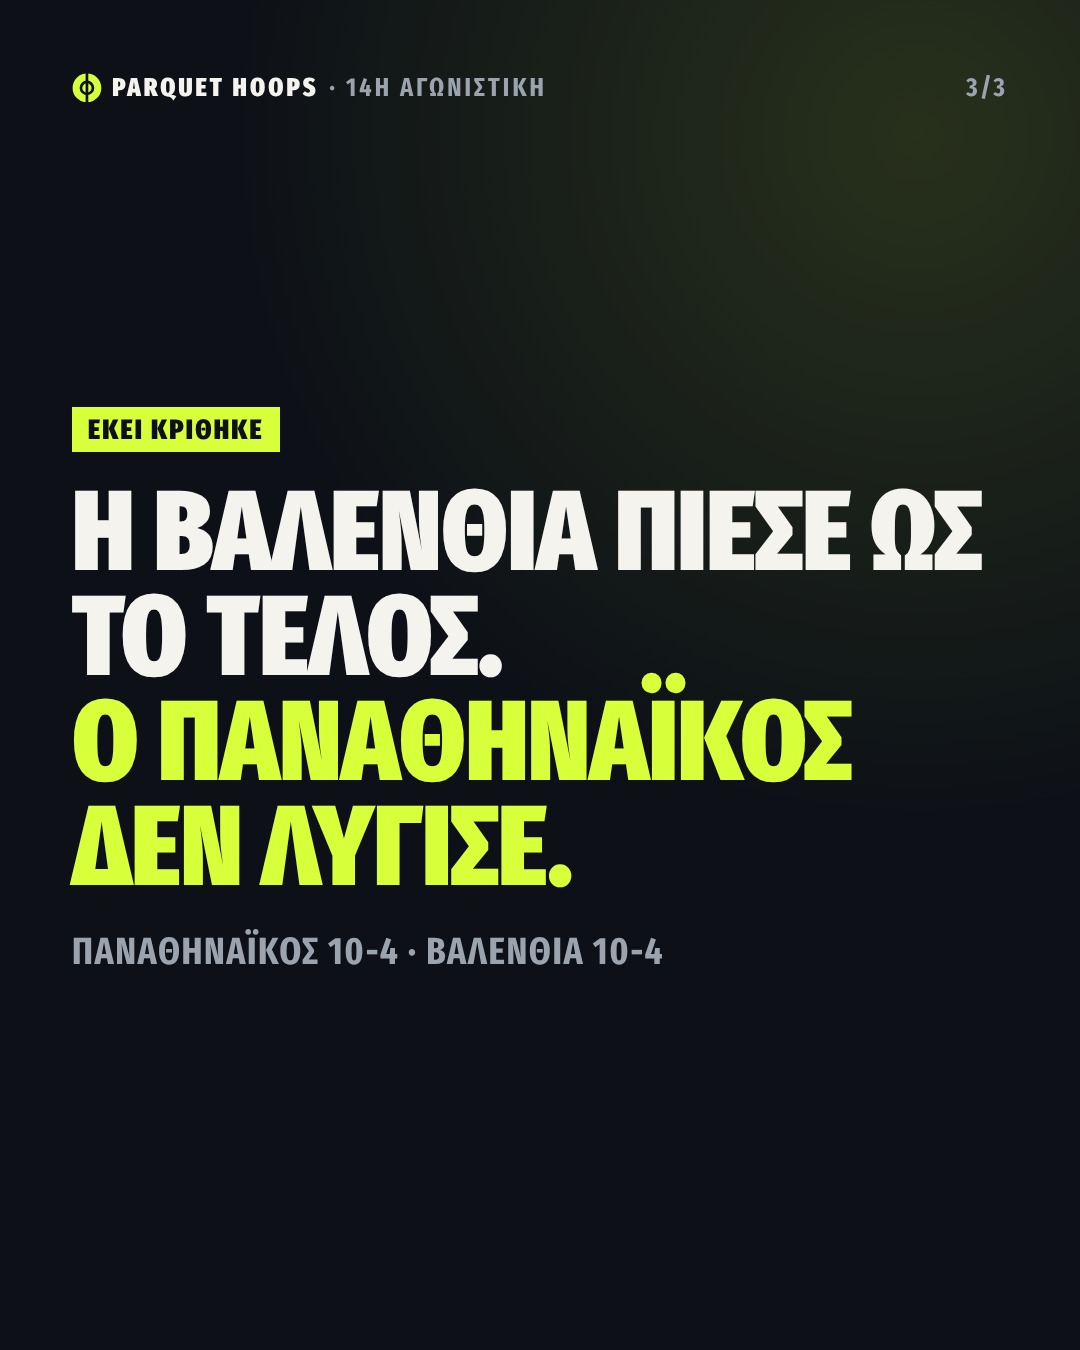 PARQUET HOOPS · 14Η ΑΓΩΝΙΣΤΙΚΗ 3/3
ΕΚΕΙ ΚΡΙΘΗΚΕ
Η ΒΑΛΕΝΘΙΑ ΠΙΕΣΕ ΩΣ
ΤΟ ΤΕΛΟΣ.
Ο ΠΑΝΑΘΗΝΑΪΚΟΣ
ΔΕΝ ΛΥΓΙΣΕ.
ΠΑΝΑΘΗΝΑΪΚΟΣ 10-4 · ΒΑΛΕΝΘΙΑ 10-4